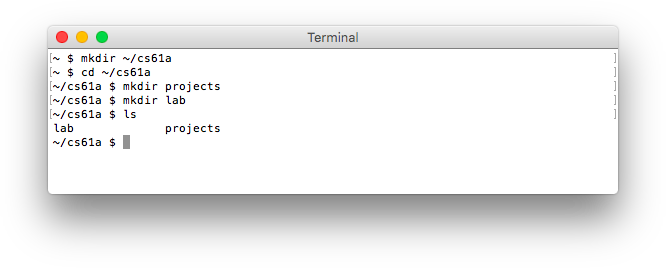 Terminal
[~ $ mkdir ~/cs61a ]
[~ $ cd ~/cs61a ]
[~/cs61a $ mkdir projects ]
[~/cs61a $ mkdir lab ]
[~/cs61a $ ls ]
lab projects
~/cs61a $